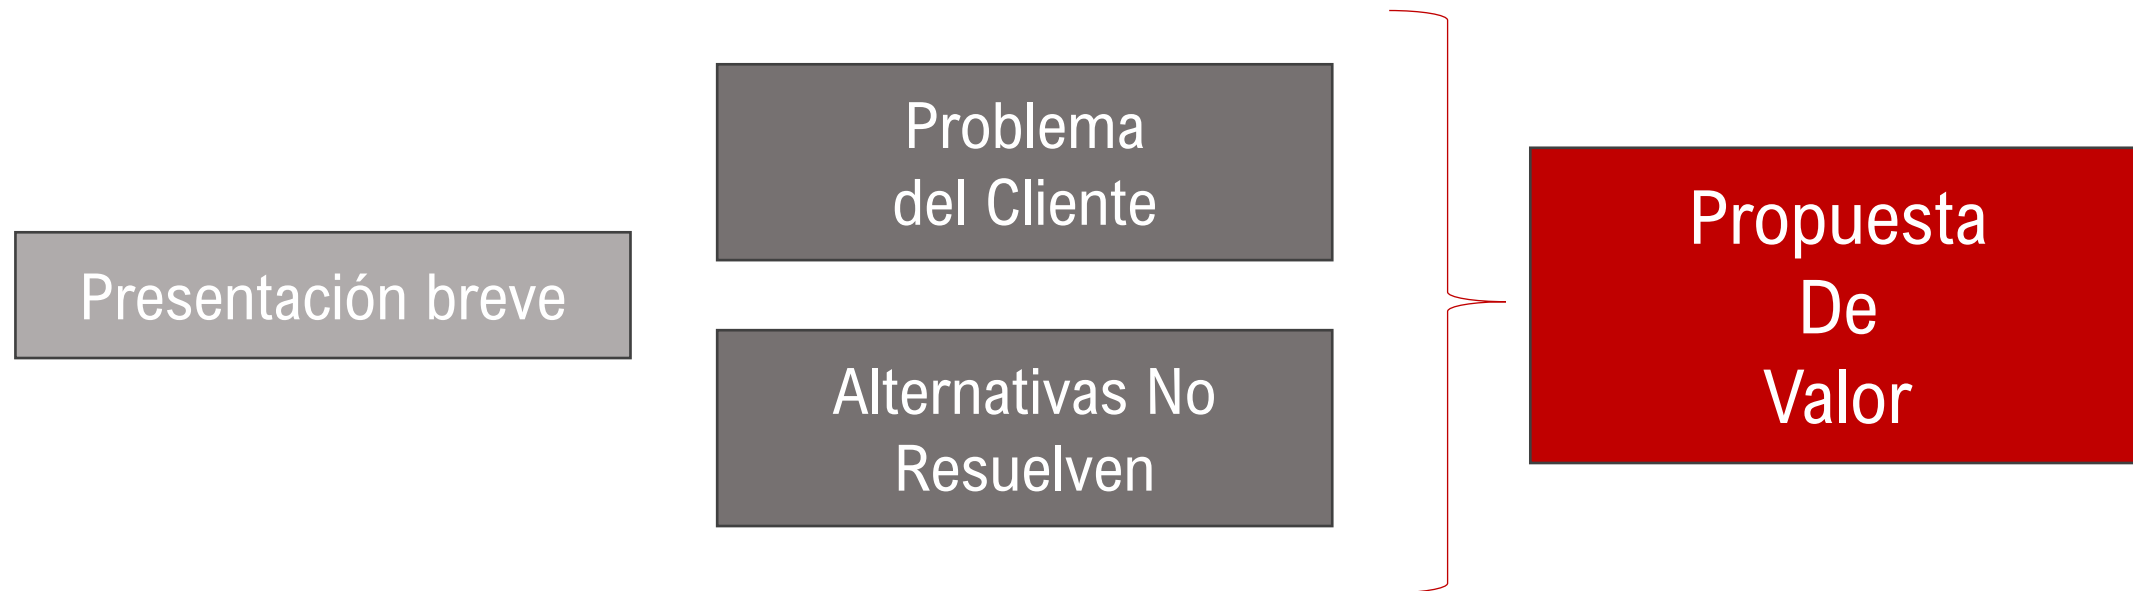 Presentación breve
Problema
del Cliente
Alternativas No
Resuelven
Propuesta
De
Valor